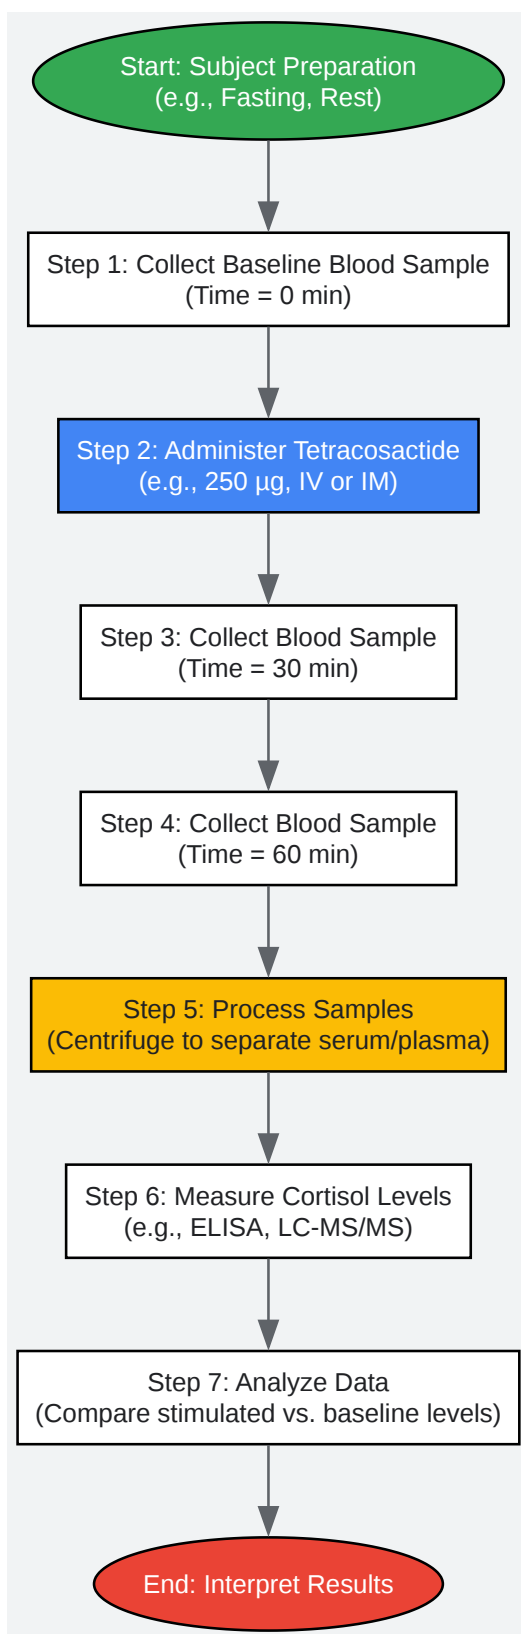 Start: Subject Preparation
(e.g., Fasting, Rest)
Step 1: Collect Baseline Blood Sample
(Time = 0 min)
Step 2: Administer Tetracosactide
(e.g., 250 µg, IV or IM)
Step 3: Collect Blood Sample
(Time = 30 min)
Step 4: Collect Blood Sample
(Time = 60 min)
Step 5: Process Samples
(Centrifuge to separate serum/plasma)
Step 6: Measure Cortisol Levels
(e.g., ELISA, LC-MS/MS)
Step 7: Analyze Data
(Compare stimulated vs. baseline levels)
End: Interpret Results